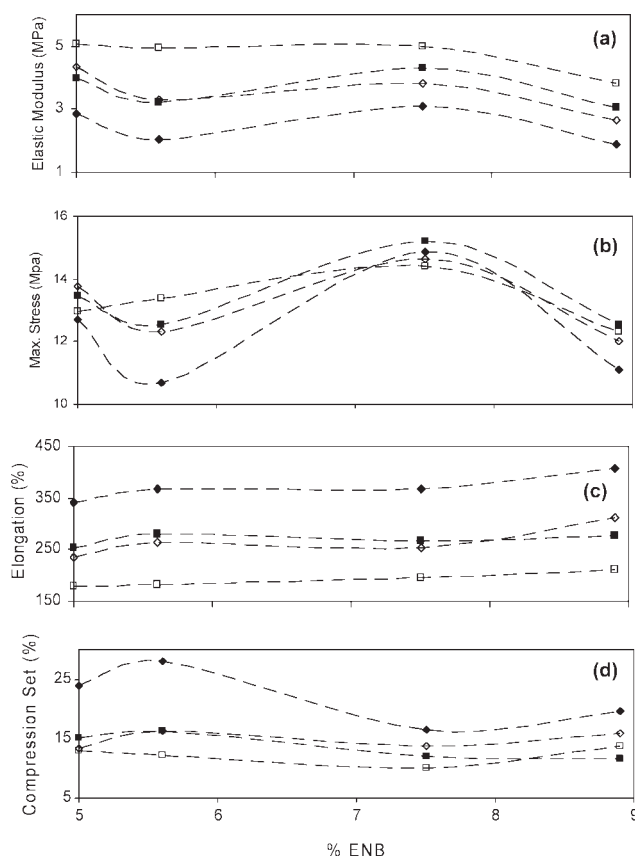 (a)
Elastic Modulus (MPa)
5
3
1
(b)
Max. Stress (Mpa)
16
14
12
10
(c)
Elongation (%)
450
350
250
150
(d)
Compression Set (%)
25
15
5
5 6 7 8 9
% ENB